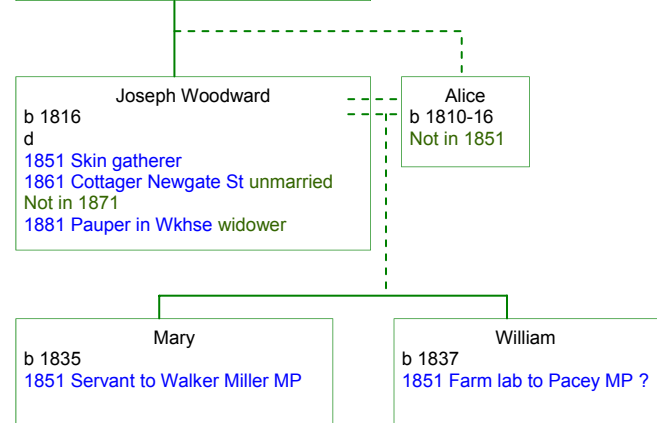 Joseph Woodward
b 1816
d
1851 Skin gatherer
1861 Cottager Newgate St unmarried
Not in 1871
1881 Pauper in Wkhse widower
Alice
b 1810-16
Not in 1851
Mary
b 1835
1851 Servant to Walker Miller MP
William
b 1837
1851 Farm lab to Pacey MP ?